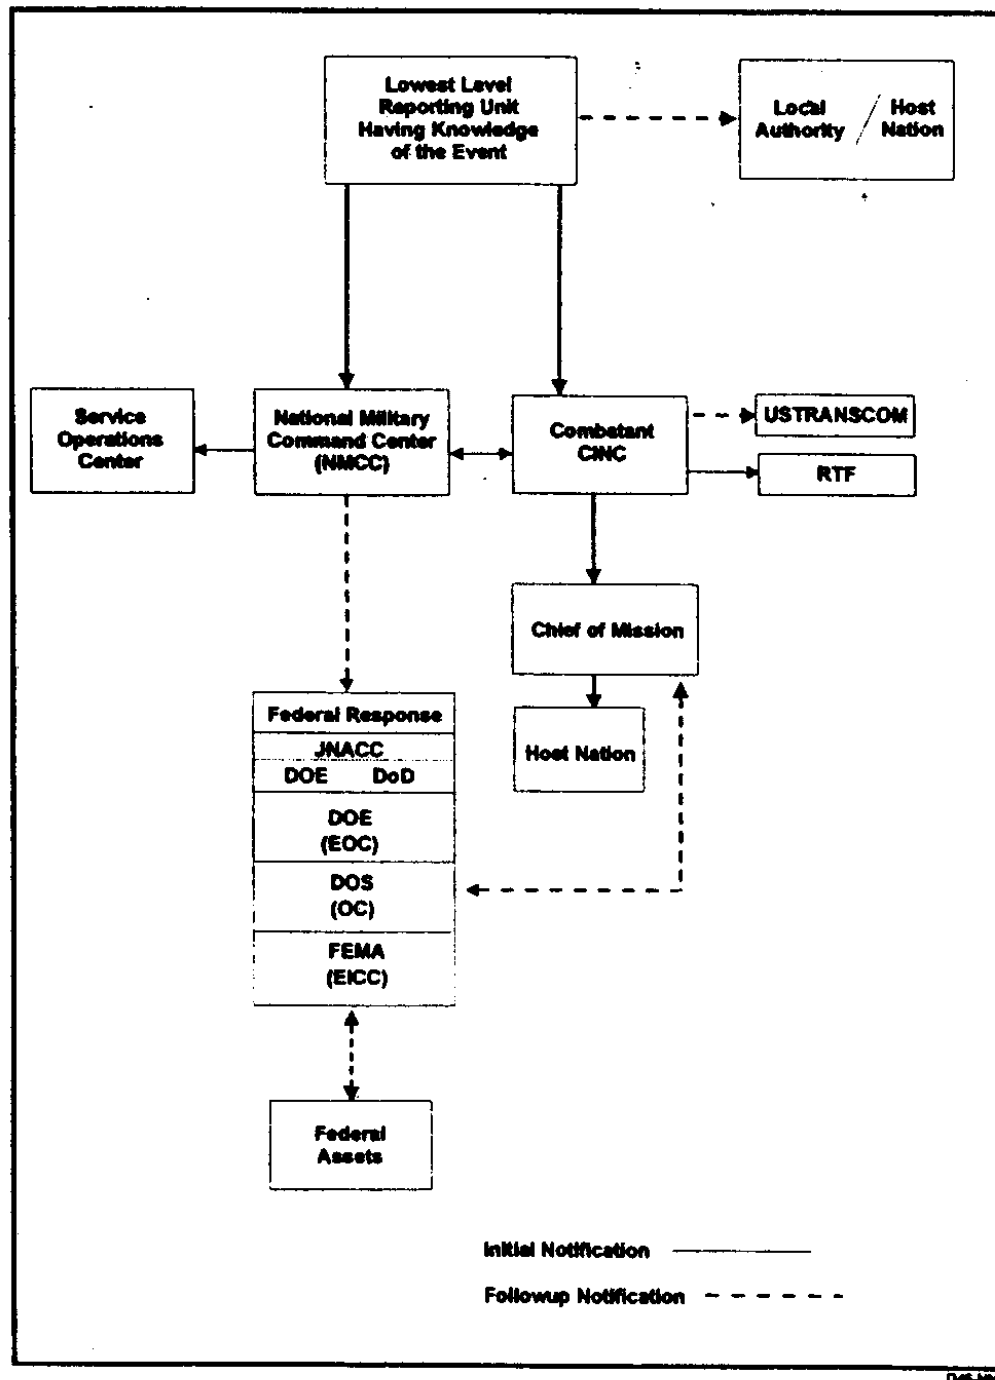 Lowest Level
Reporting Unit
Having Knowledge
of the Event
Local / Host
Authority Nation
Service
Operations
Center
National Military
Command Center
(NMCC)
Combatant
CINC
USTRANSCOM
RTF
Chief of Mission
Host Nation
Federal Response
JNACC
DOE DoD
DOE
(EOC)
DOS
(OC)
FEMA
(EICC)
Federal
Assets
Initial Notification
Followup Notification